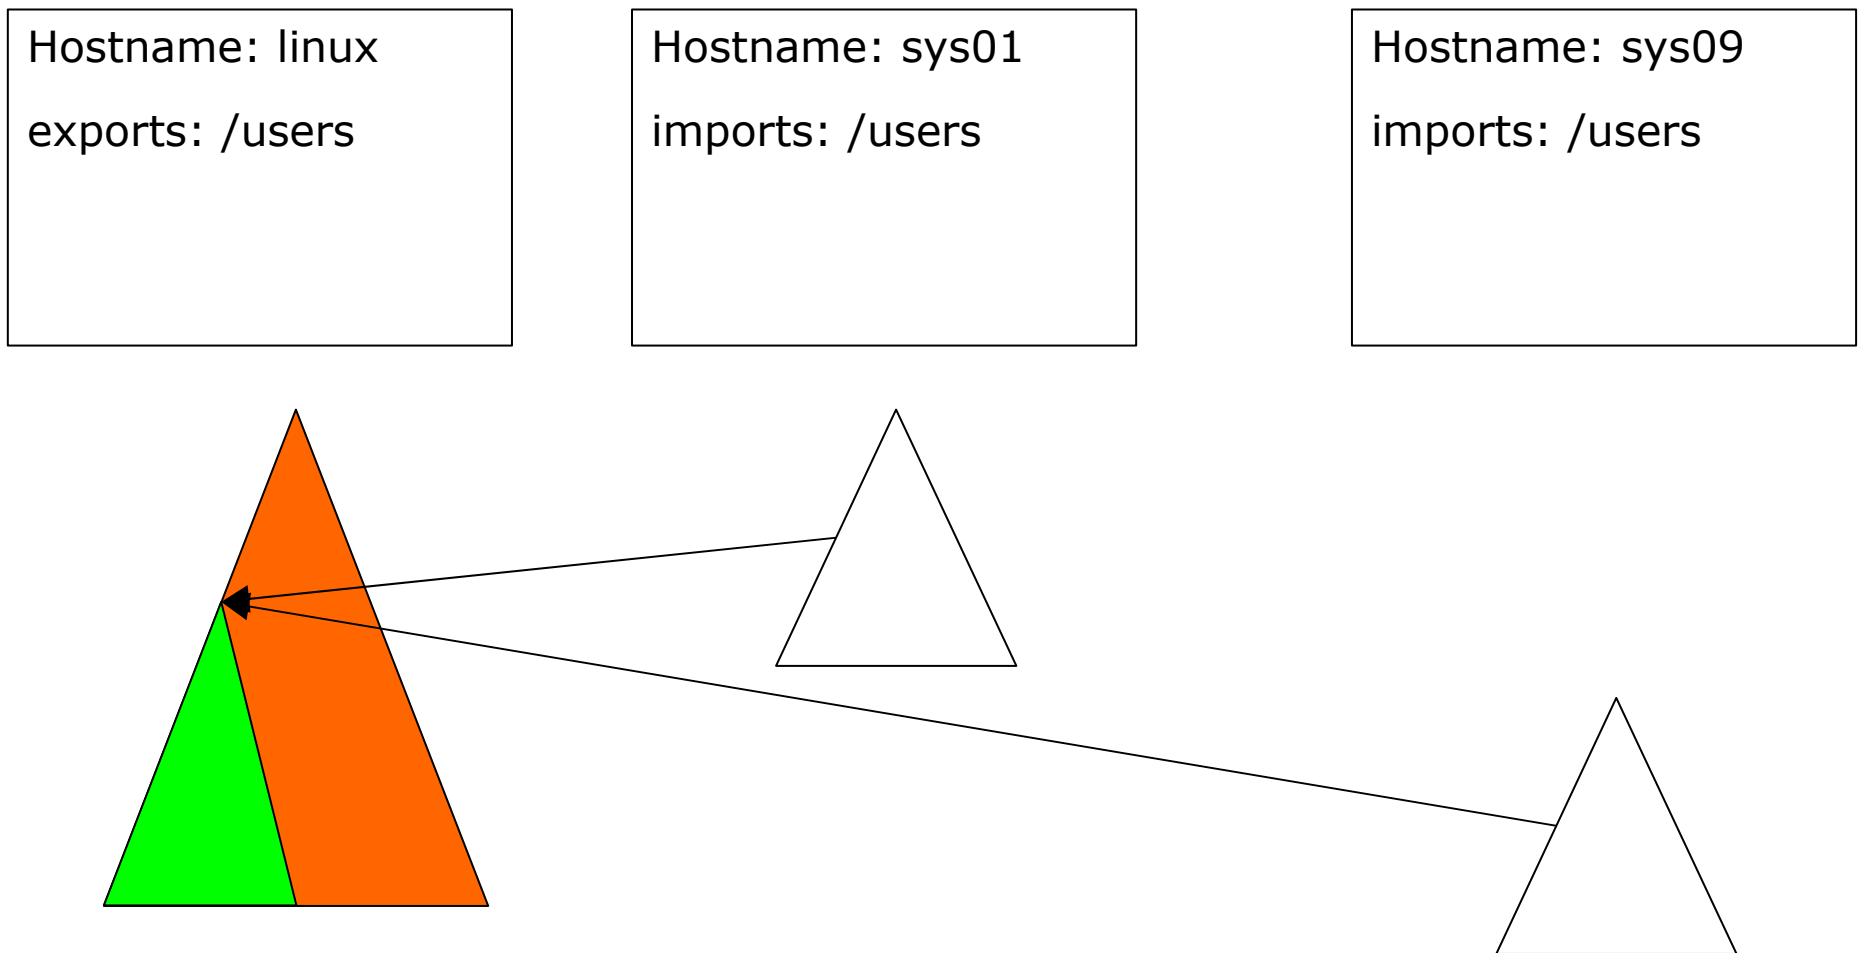 Hostname: linux
exports: /users
Hostname: sys01
imports: /users
Hostname: sys09
imports: /users